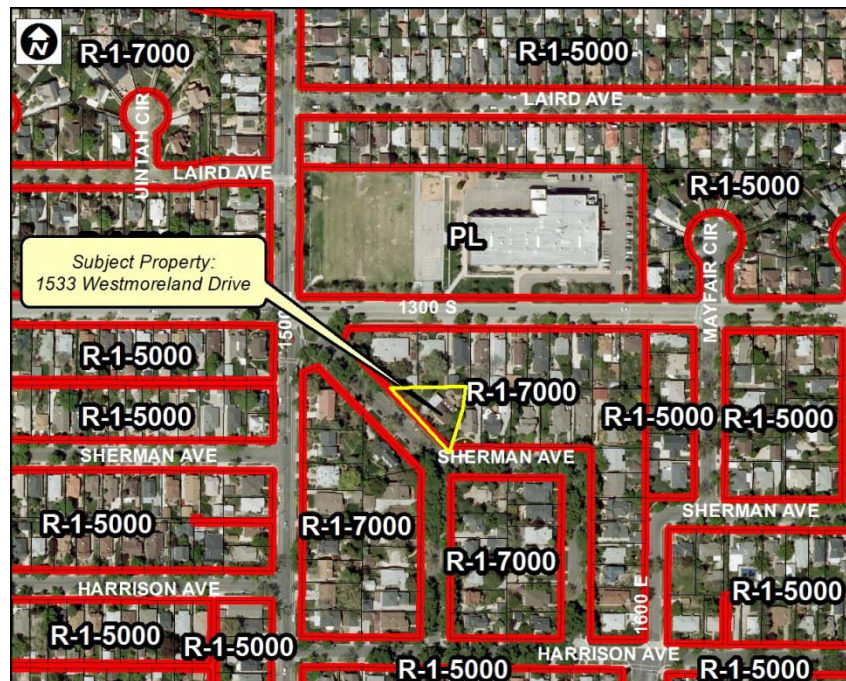 N
R-1-7000
R-1-5000
LAIRD AVE
UINTAH CIR
LAIRD AVE
R-1-5000
PL
MAYFAIR CIR
Subject Property:
1533 Westmoreland Drive
1300 S
1500
R-1-5000
R-1-7000
R-1-5000
R-1-5000
R-1-5000
SHERMAN AVE
SHERMAN AVE
R-1-5000
R-1-7000
R-1-7000
SHERMAN AVE
HARRISON AVE
1600 E
R-1-5000
R-1-5000
R-1-5000
HARRISON AVE
R-1-5000
R-1-5000